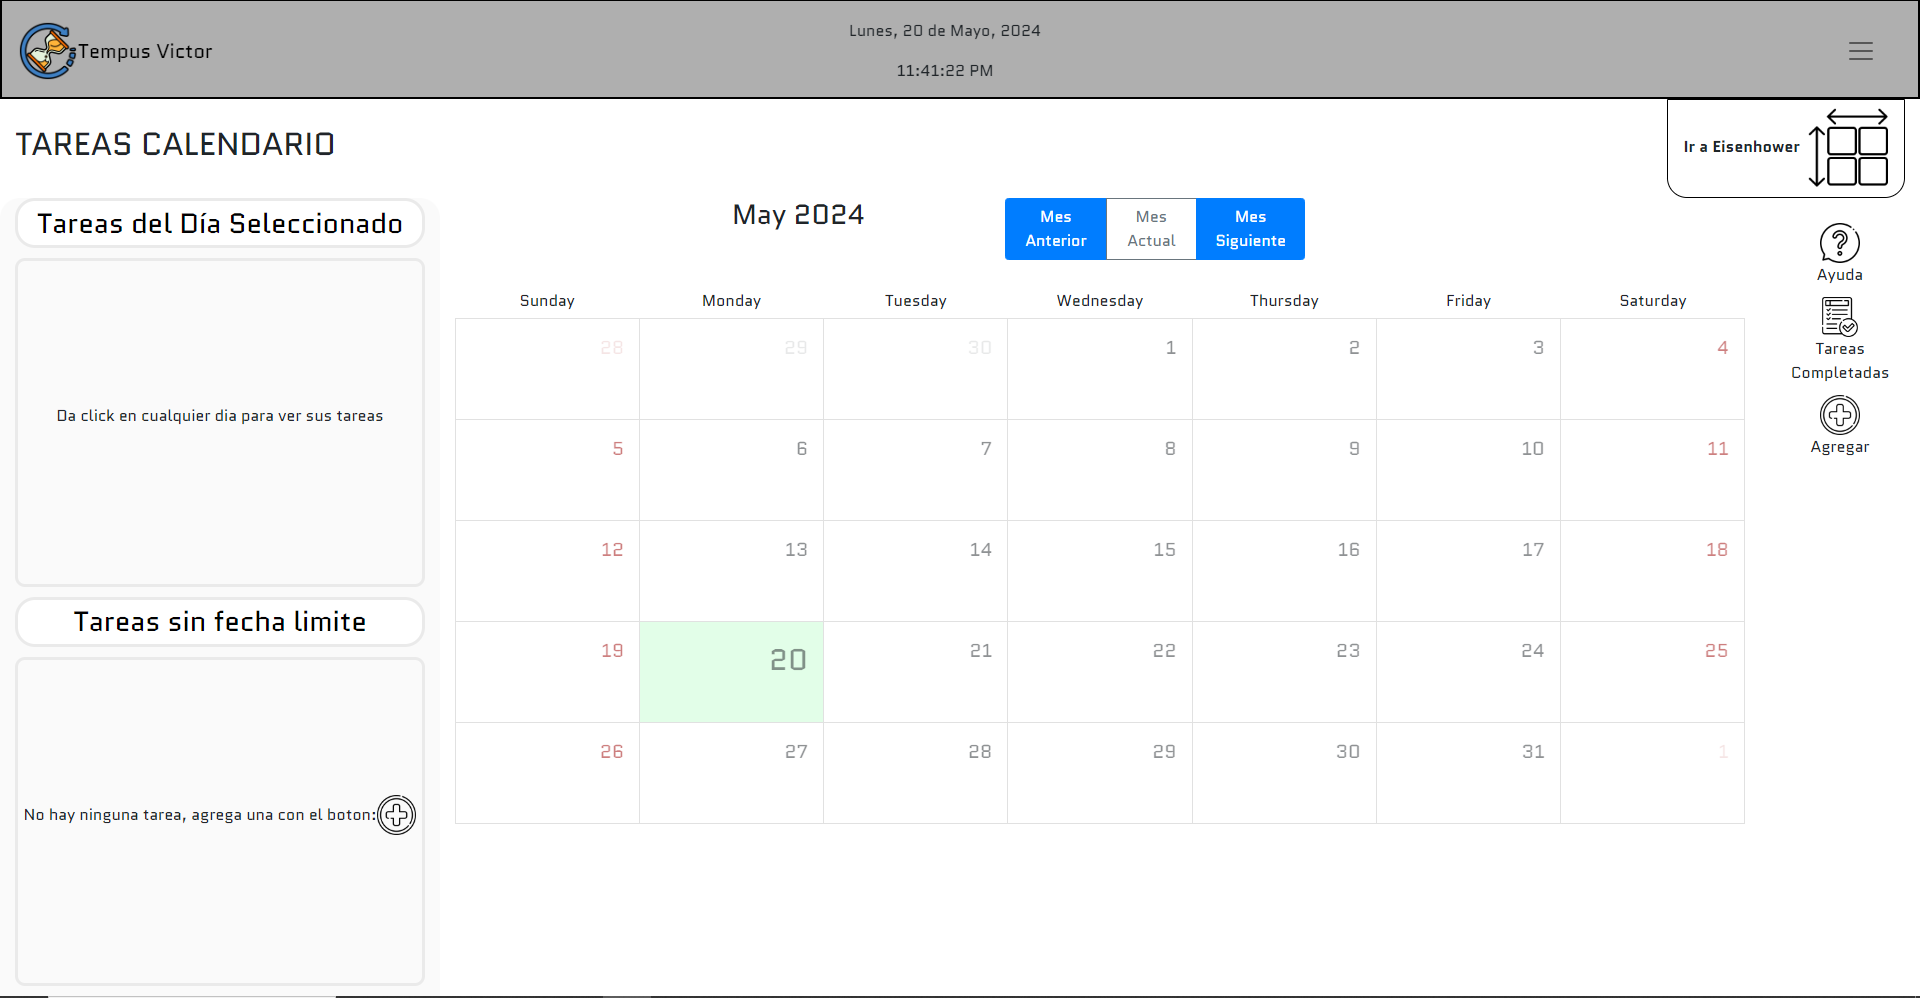 Tempus Victor
Lunes, 20 de Mayo, 2024
11:41:22 PM
TAREAS CALENDARIO
Ir a Eisenhower
Tareas del Día Seleccionado
Da click en cualquier dia para ver sus tareas
Tareas sin fecha limite
No hay ninguna tarea, agrega una con el boton:
May 2024
Mes Anterior
Mes Actual
Mes Siguiente
Sunday Monday Tuesday Wednesday Thursday Friday Saturday
28 29 30 1 2 3 4
5 6 7 8 9 10 11
12 13 14 15 16 17 18
19 20 21 22 23 24 25
26 27 28 29 30 31 1
Ayuda
Tareas
Completadas
Agregar